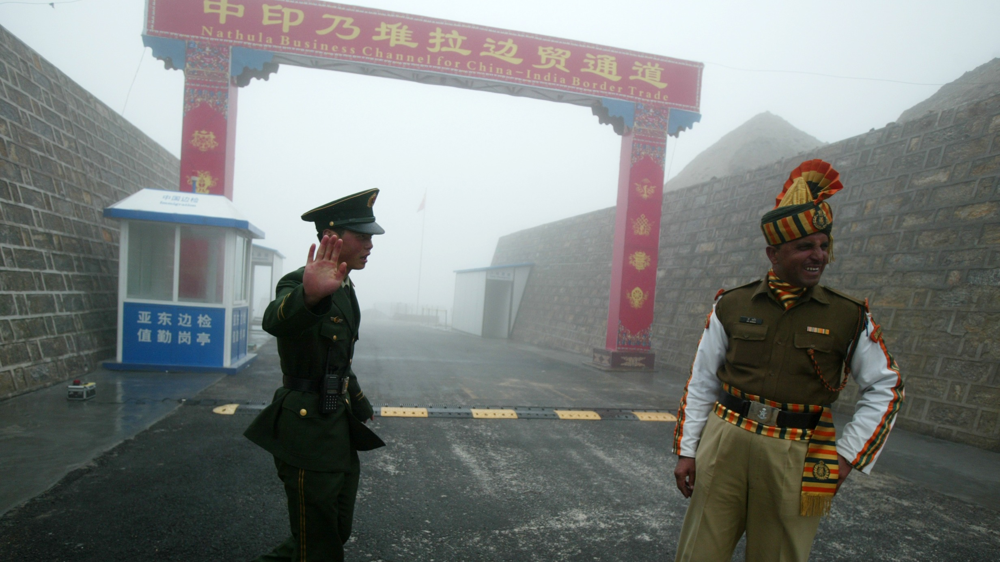 中印乃堆拉边贸通道
Nathula Business Channel for China-India Border Trade
中国边检
Immigration
亚东边检
值勤岗亭